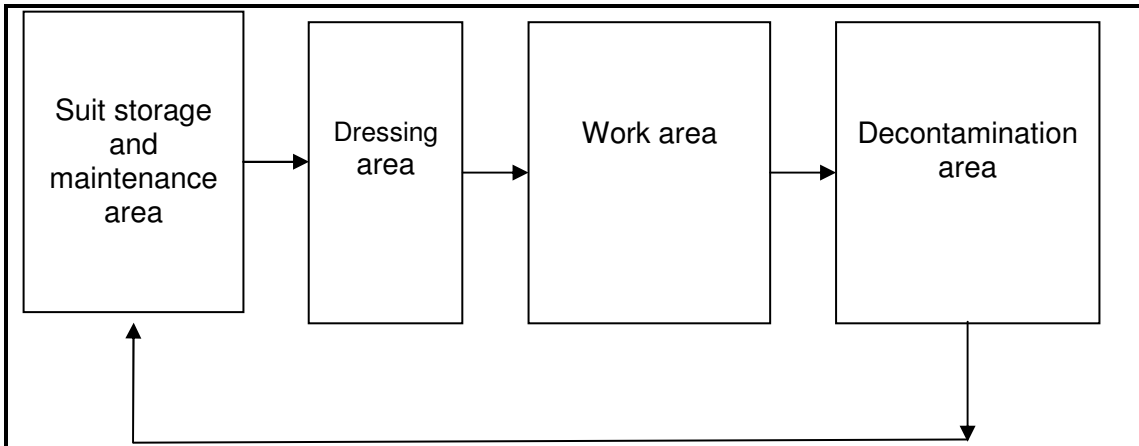 Suit storage
and
maintenance
area
Dressing
area
Work area
Decontamination
area